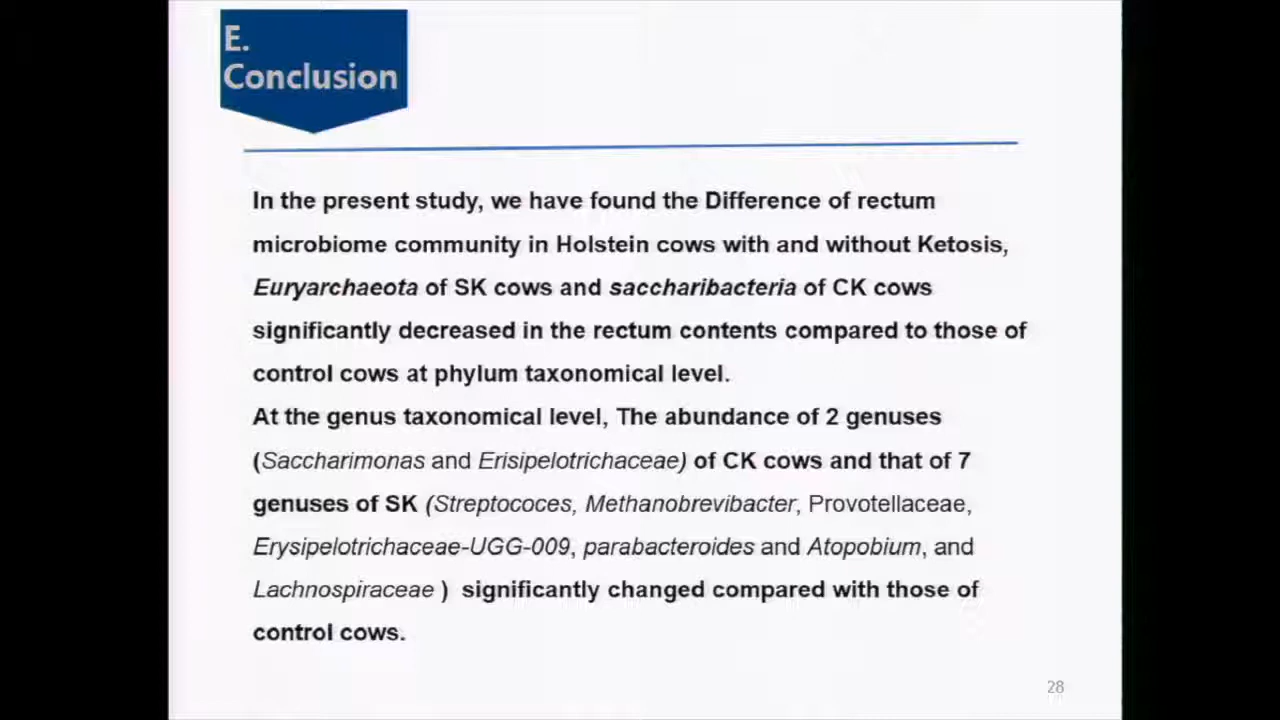 E.
Conclusion
In the present study, we have found the Difference of rectum
microbiome community in Holstein cows with and without Ketosis,
Euryarchaeota of SK cows and saccharibacteria of CK cows
significantly decreased in the rectum contents compared to those of
control cows at phylum taxonomical level.
At the genus taxonomical level, The abundance of 2 genuses
(Saccharimonas and Erisipelotrichaceae) of CK cows and that of 7
genuses of SK (Streptococes, Methanobrevibacter, Provotellaceae,
Erysipelotrichaceae-UGG-009, parabacteroides and Atopobium, and
Lachnospiraceae ) significantly changed compared with those of
control cows.
28